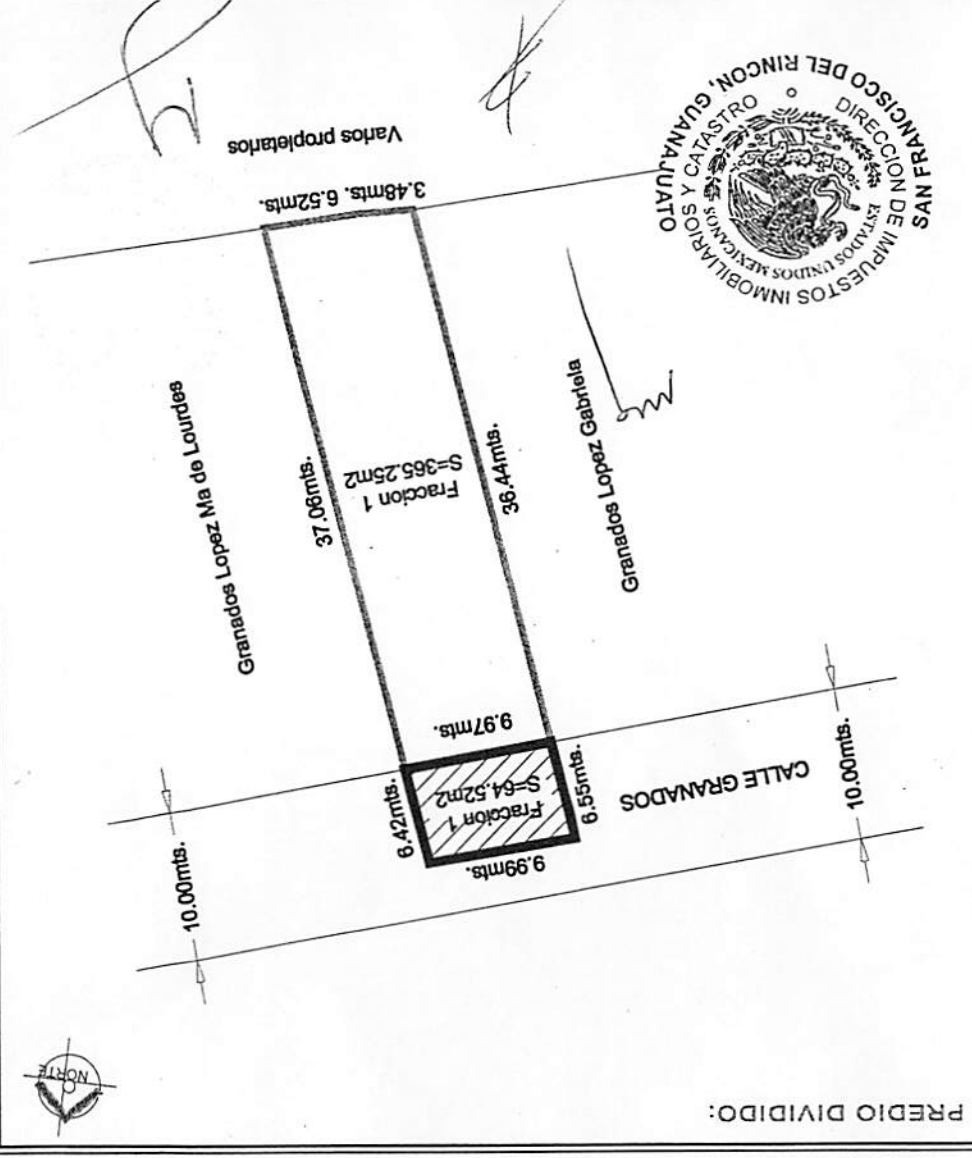 PREDIO DIVIDIDO:
NORTE
10.00mts.
CALLE GRANADOS
10.00mts.
9.99mts.
6.55mts.
Fraccion 1
S=64.52m2
6.42mts.
9.97mts.
Granados Lopez Gabriela
36.44mts.
Fraccion 1
S=365.25m2
37.06mts.
Granados Lopez Ma de Lourdes
3.48mts. 6.52mts.
Varios propietarios
ESTADOS UNIDOS MEXICANOS
DIRECCION DE IMPUESTOS INMOBILIARIOS Y CATASTRO
SAN FRANCISCO DEL RINCON, GUANAJUATO